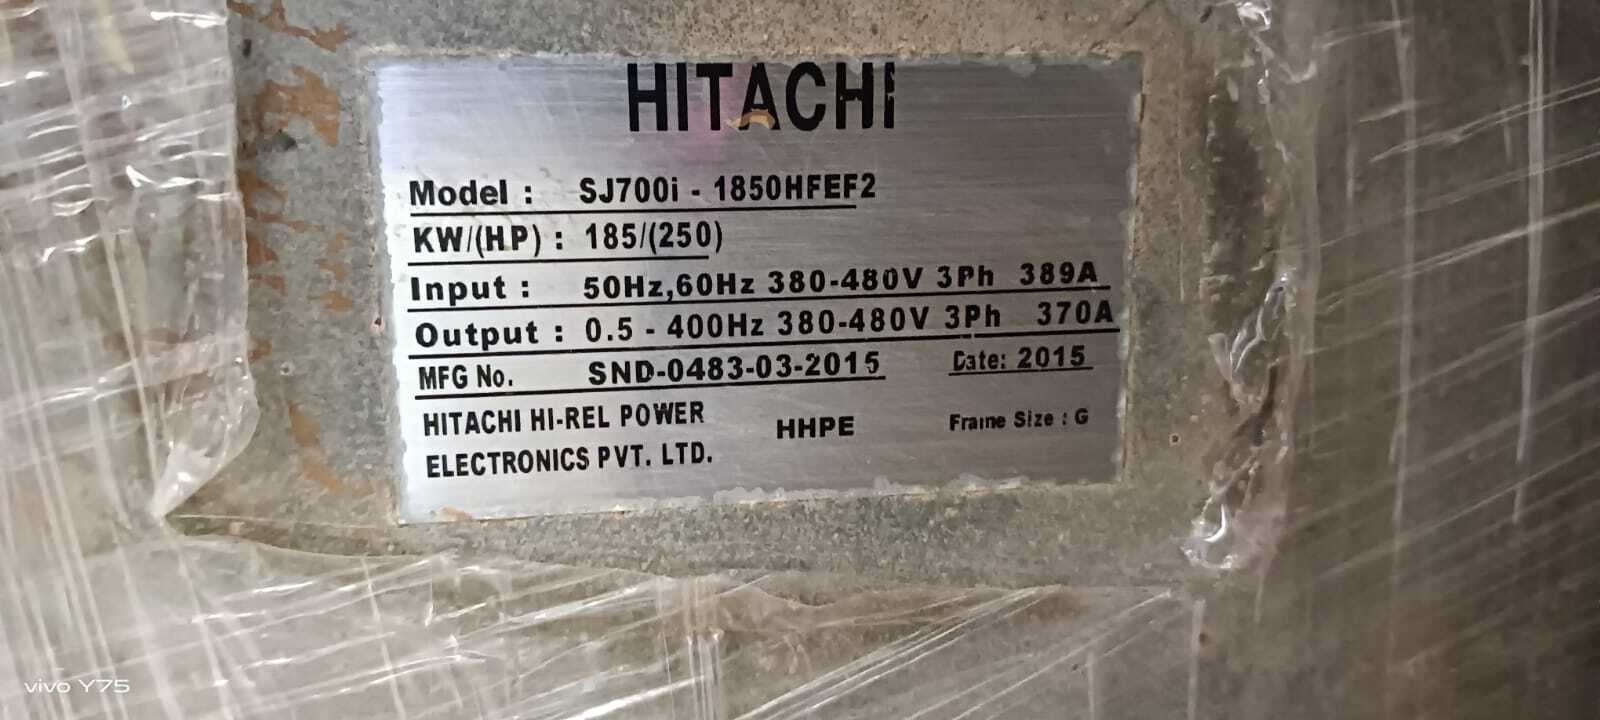 HITACHI
Model : SJ700i - 1850HFEF2
KW/(HP) : 185/(250)
Input : 50Hz,60Hz 380-480V 3Ph 389A
Output : 0.5 - 400Hz 380-480V 3Ph 370A
MFG No. SND-0483-03-2015 Date: 2015
HITACHI HI-REL POWER HHPE Frame Size : G
ELECTRONICS PVT. LTD.
vivo Y75